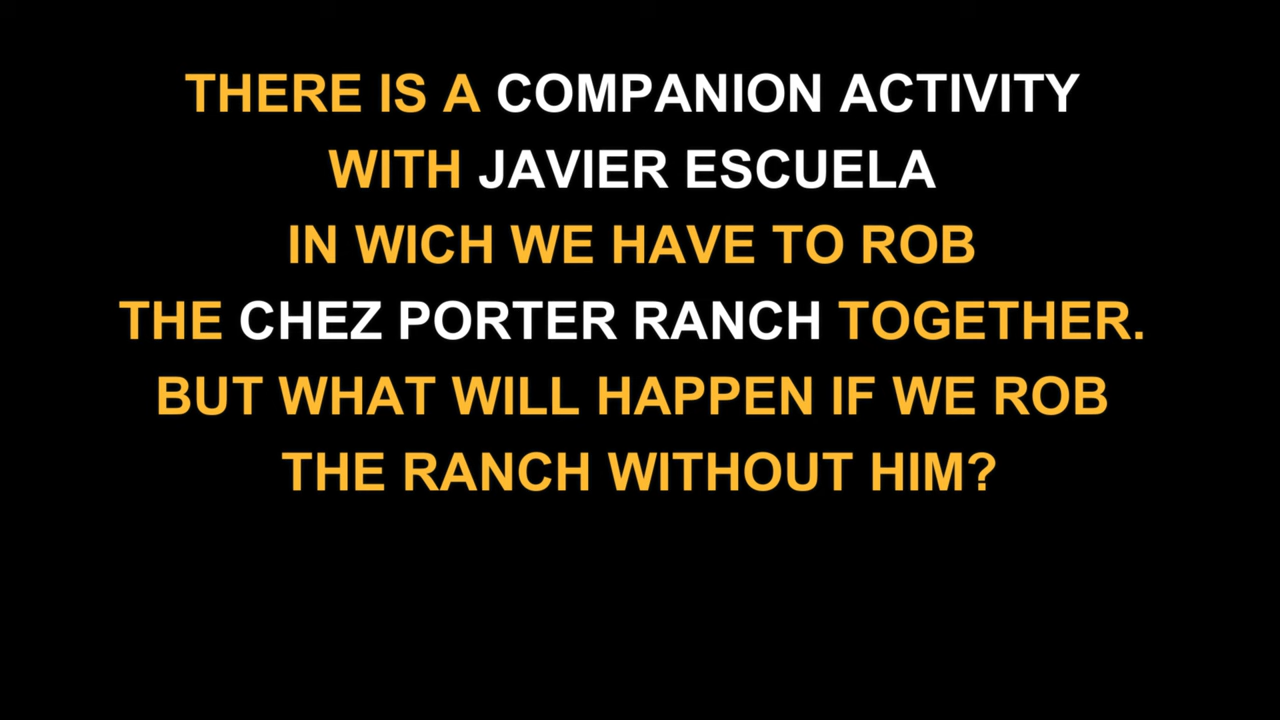 THERE IS A COMPANION ACTIVITY
WITH JAVIER ESCUELA
IN WICH WE HAVE TO ROB
THE CHEZ PORTER RANCH TOGETHER.
BUT WHAT WILL HAPPEN IF WE ROB
THE RANCH WITHOUT HIM?